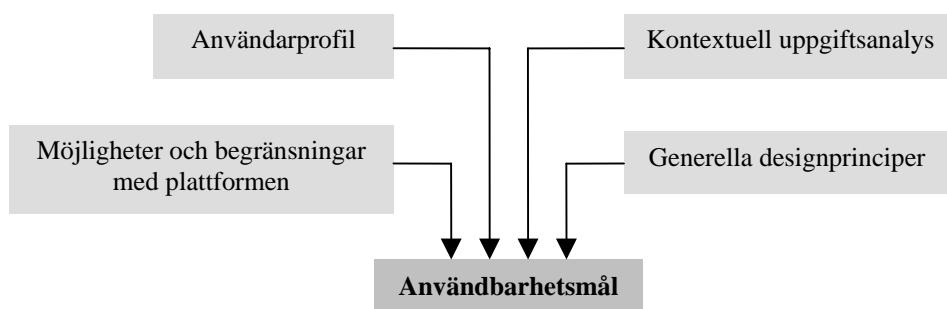 Användarprofil
Kontextuell uppgiftsanalys
Möjligheter och begränsningar
med plattformen
Generella designprinciper
Användbarhetsmål